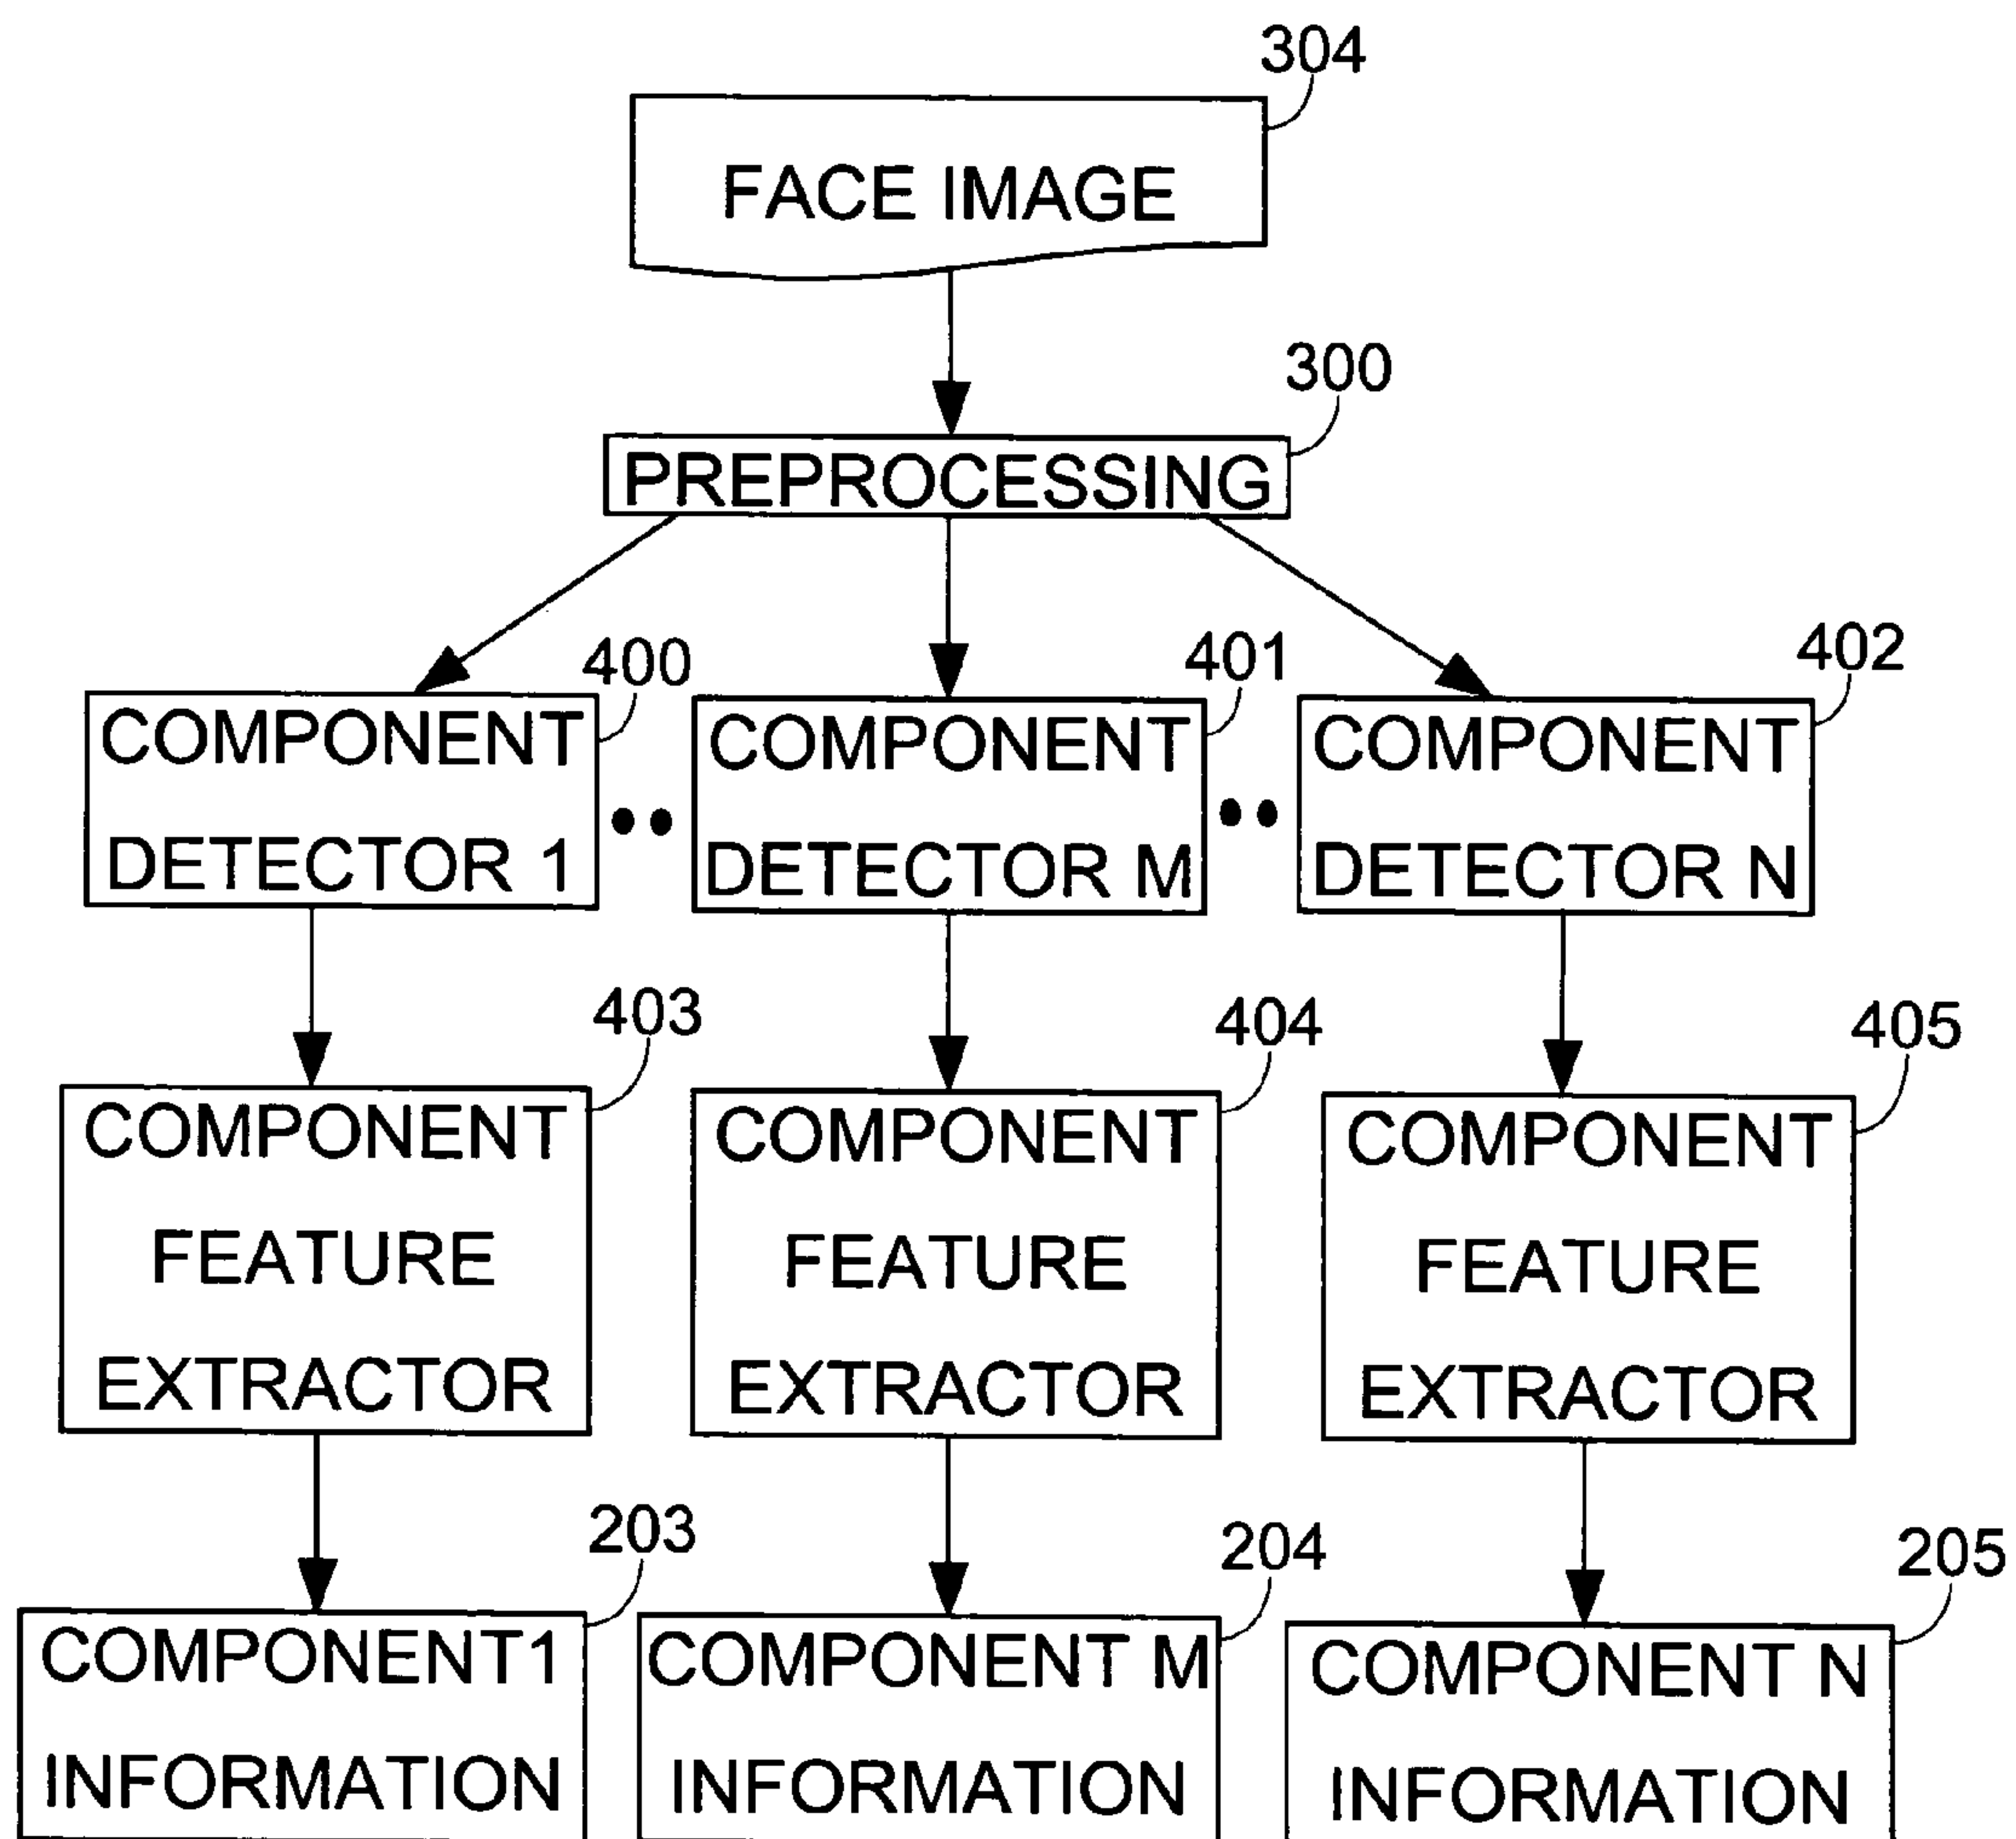 304
FACE IMAGE
300
PREPROCESSING
400
401
402
COMPONENT
DETECTOR 1
COMPONENT
DETECTOR M
COMPONENT
DETECTOR N
403
404
405
COMPONENT
FEATURE
EXTRACTOR
COMPONENT
FEATURE
EXTRACTOR
COMPONENT
FEATURE
EXTRACTOR
203
204
205
COMPONENT1
INFORMATION
COMPONENT M
INFORMATION
COMPONENT N
INFORMATION